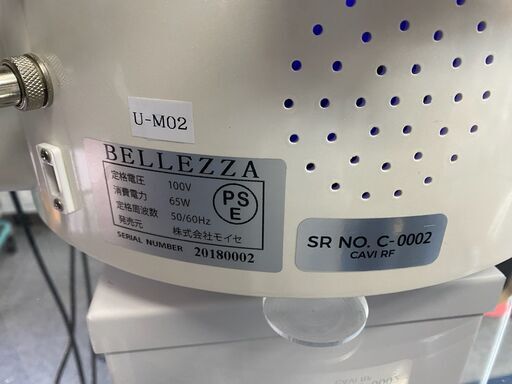 U-M02
BELLEZZA
定格電圧 100V
消費電力 65W
定格周波数 50/60Hz
発売元 株式会社モイセ
PS
E
SERIAL NUMBER 20180002
SR NO. C-0002
CAVI RF